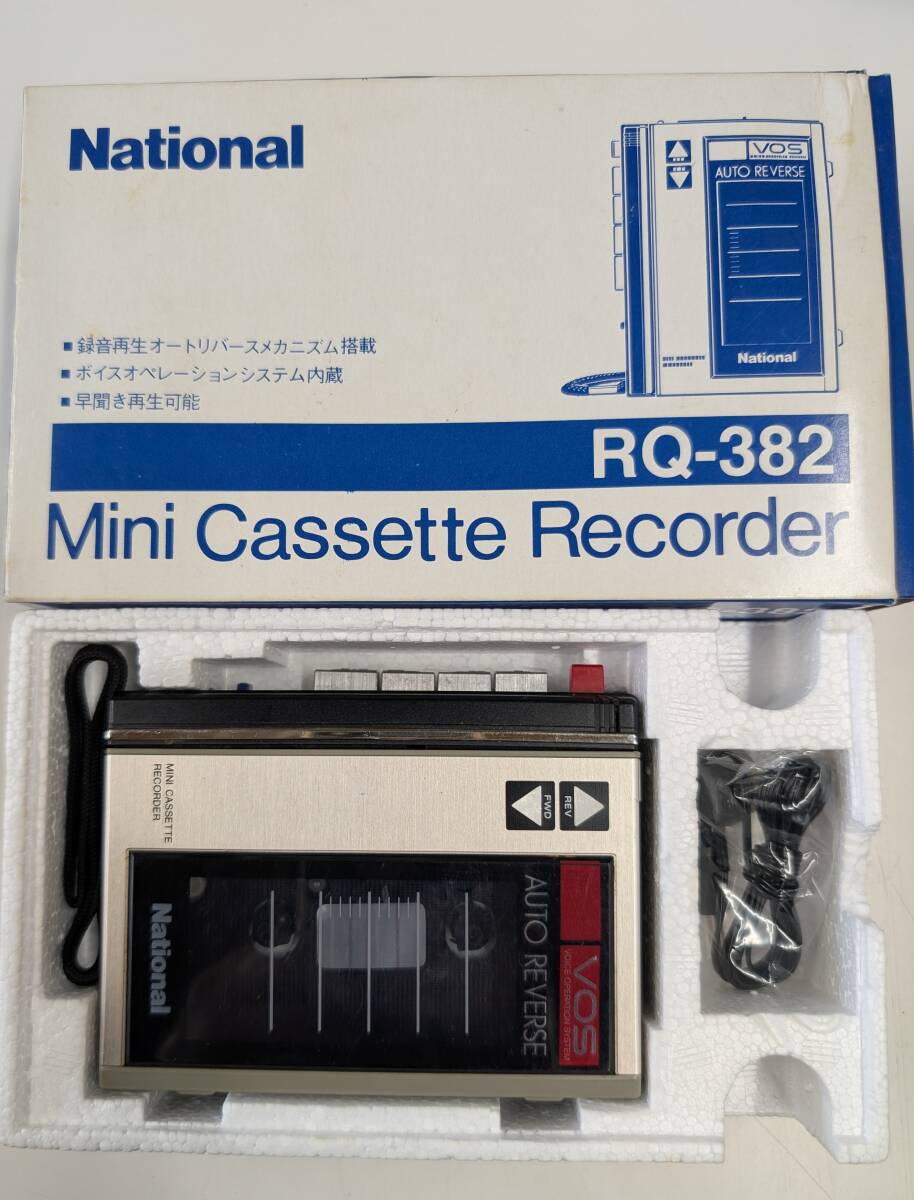 National
VOS
AUTO REVERSE
National
■録音再生オートリバースメカニズム搭載
■ボイスオペレーションシステム内蔵
■早聞き再生可能
RQ-382
Mini Cassette Recorder
MINI CASSETTE
RECORDER
REV
FWD
VOS
VOICE OPERATION SYSTEM
AUTO REVERSE
National